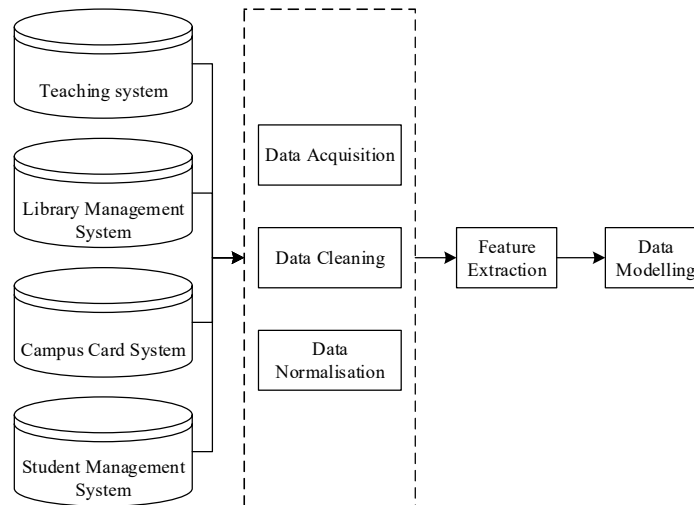 Teaching system
Library Management
System
Campus Card System
Student Management
System
Data Acquisition
Data Cleaning
Data
Normalisation
Feature
Extraction
Data
Modelling